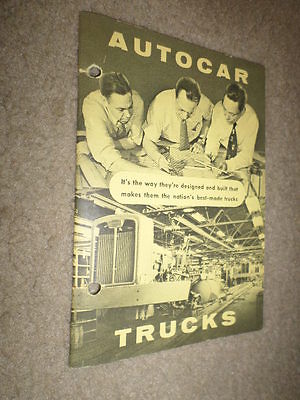 AUTOCAR
It's the way they're designed and built that
makes them the nation's best-made trucks
TRUCKS